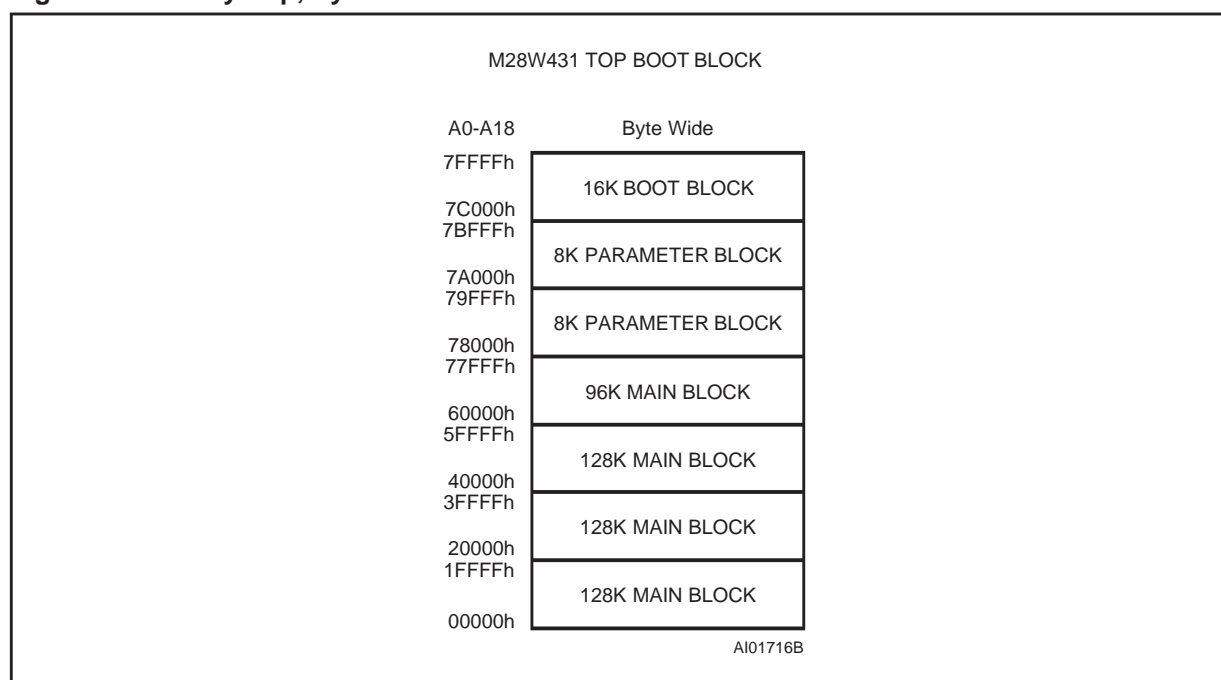 M28W431 TOP BOOT BLOCK
A0-A18 Byte Wide
7FFFFh
16K BOOT BLOCK
7C000h
7BFFFh
8K PARAMETER BLOCK
7A000h
79FFFh
8K PARAMETER BLOCK
78000h
77FFFh
96K MAIN BLOCK
60000h
5FFFFh
128K MAIN BLOCK
40000h
3FFFFh
128K MAIN BLOCK
20000h
1FFFFh
128K MAIN BLOCK
00000h
AI01716B